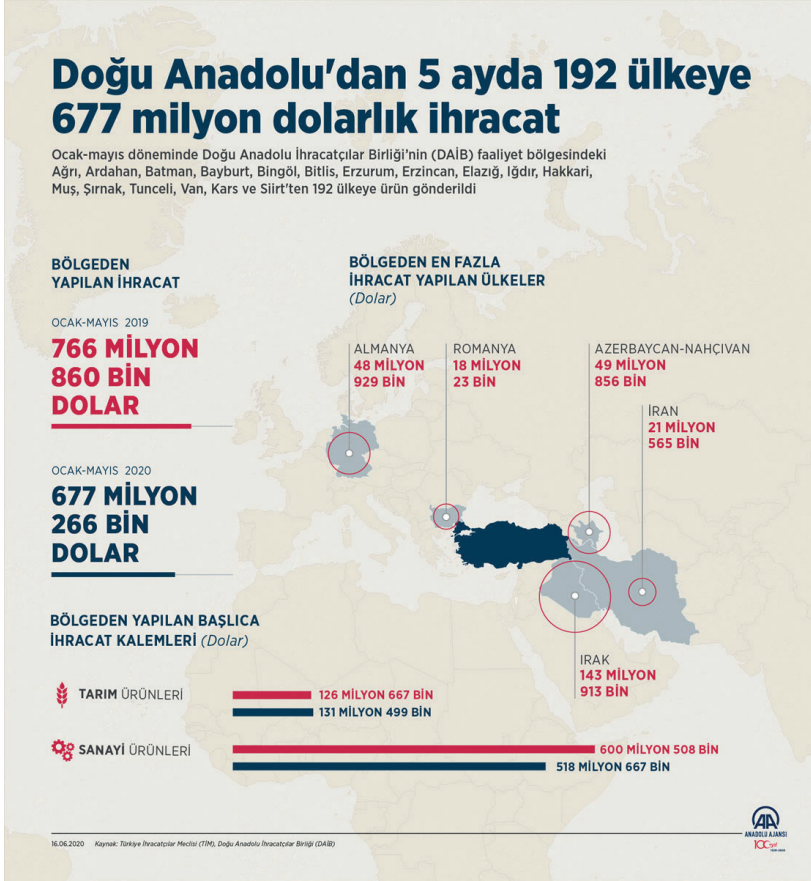 Doğu Anadolu'dan 5 ayda 192 ülkeye
677 milyon dolarlık ihracat
Ocak-mayıs döneminde Doğu Anadolu İhracatçılar Birliği'nin (DAİB) faaliyet bölgesindeki
Ağrı, Ardahan, Batman, Bayburt, Bingöl, Bitlis, Erzurum, Erzincan, Elazığ, Iğdır, Hakkari,
Muş, Şırnak, Tunceli, Van, Kars ve Siirt'ten 192 ülkeye ürün gönderildi
BÖLGEDEN
YAPILAN İHRACAT
OCAK-MAYIS 2019
766 MİLYON
860 BİN
DOLAR
OCAK-MAYIS 2020
677 MİLYON
266 BİN
DOLAR
BÖLGEDEN EN FAZLA
İHRACAT YAPILAN ÜLKELER
(Dolar)
ALMANYA
48 MİLYON
929 BİN
ROMANYA
18 MİLYON
23 BİN
AZERBAYCAN-NAHÇIVAN
49 MİLYON
856 BİN
İRAN
21 MİLYON
565 BİN
IRAK
143 MİLYON
913 BİN
BÖLGEDEN YAPILAN BAŞLICA
İHRACAT KALEMLERİ (Dolar)
TARIM ÜRÜNLERİ
126 MİLYON 667 BİN
131 MİLYON 499 BİN
SANAYİ ÜRÜNLERİ
600 MİLYON 508 BİN
518 MİLYON 667 BİN
AA
ANADOLU AJANSI
100. yıl
16.06.2020 Kaynak: Türkiye İhracatçılar Meclisi (TİM), Doğu Anadolu İhracatçılar Birliği (DAİB)